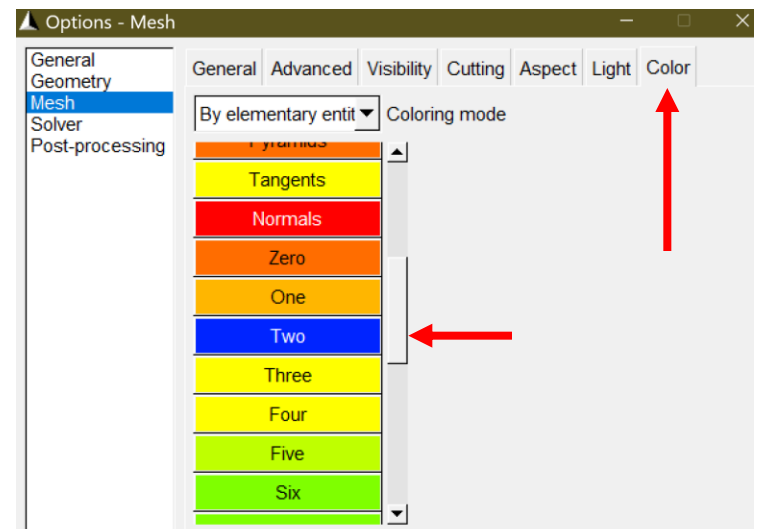 Options - Mesh
General
Geometry
Mesh
Solver
Post-processing
General Advanced Visibility Cutting Aspect Light Color
By elementary entit Coloring mode
Pyramids
Tangents
Normals
Zero
One
Two
Three
Four
Five
Six